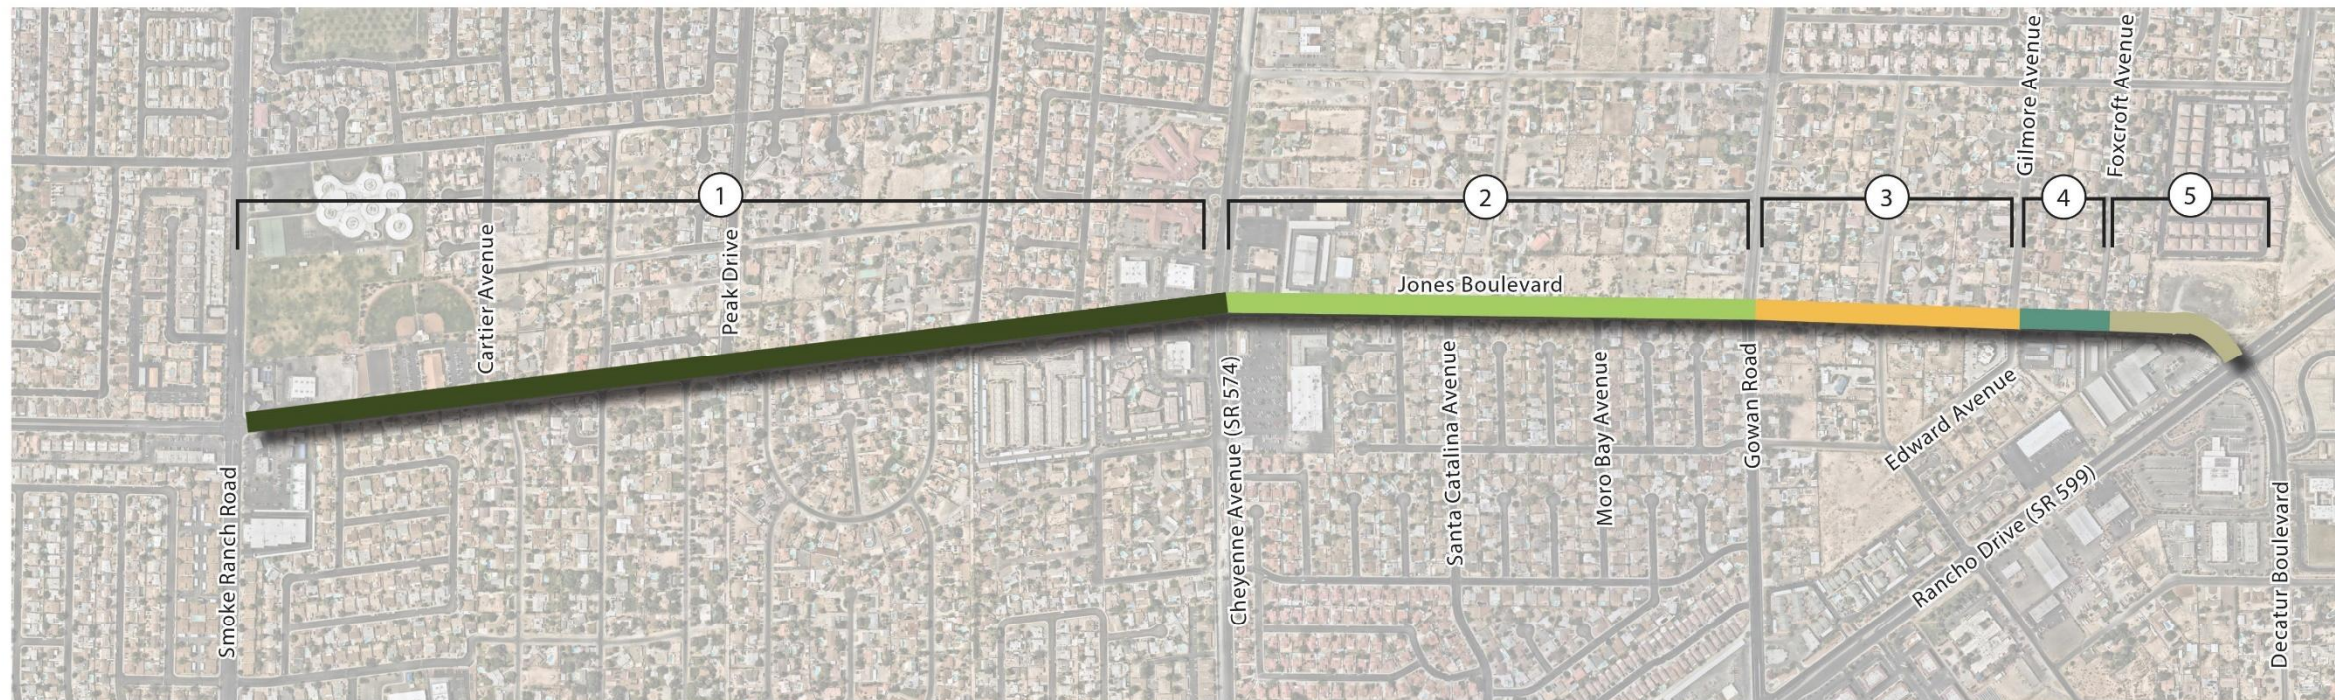 1
2
3
4
5
Gilmore Avenue
Foxcroft Avenue
Cartier Avenue
Peak Drive
Jones Boulevard
Smoke Ranch Road
Cheyenne Avenue (SR 574)
Santa Catalina Avenue
Moro Bay Avenue
Gowan Road
Edward Avenue
Rancho Drive (SR 599)
Decatur Boulevard